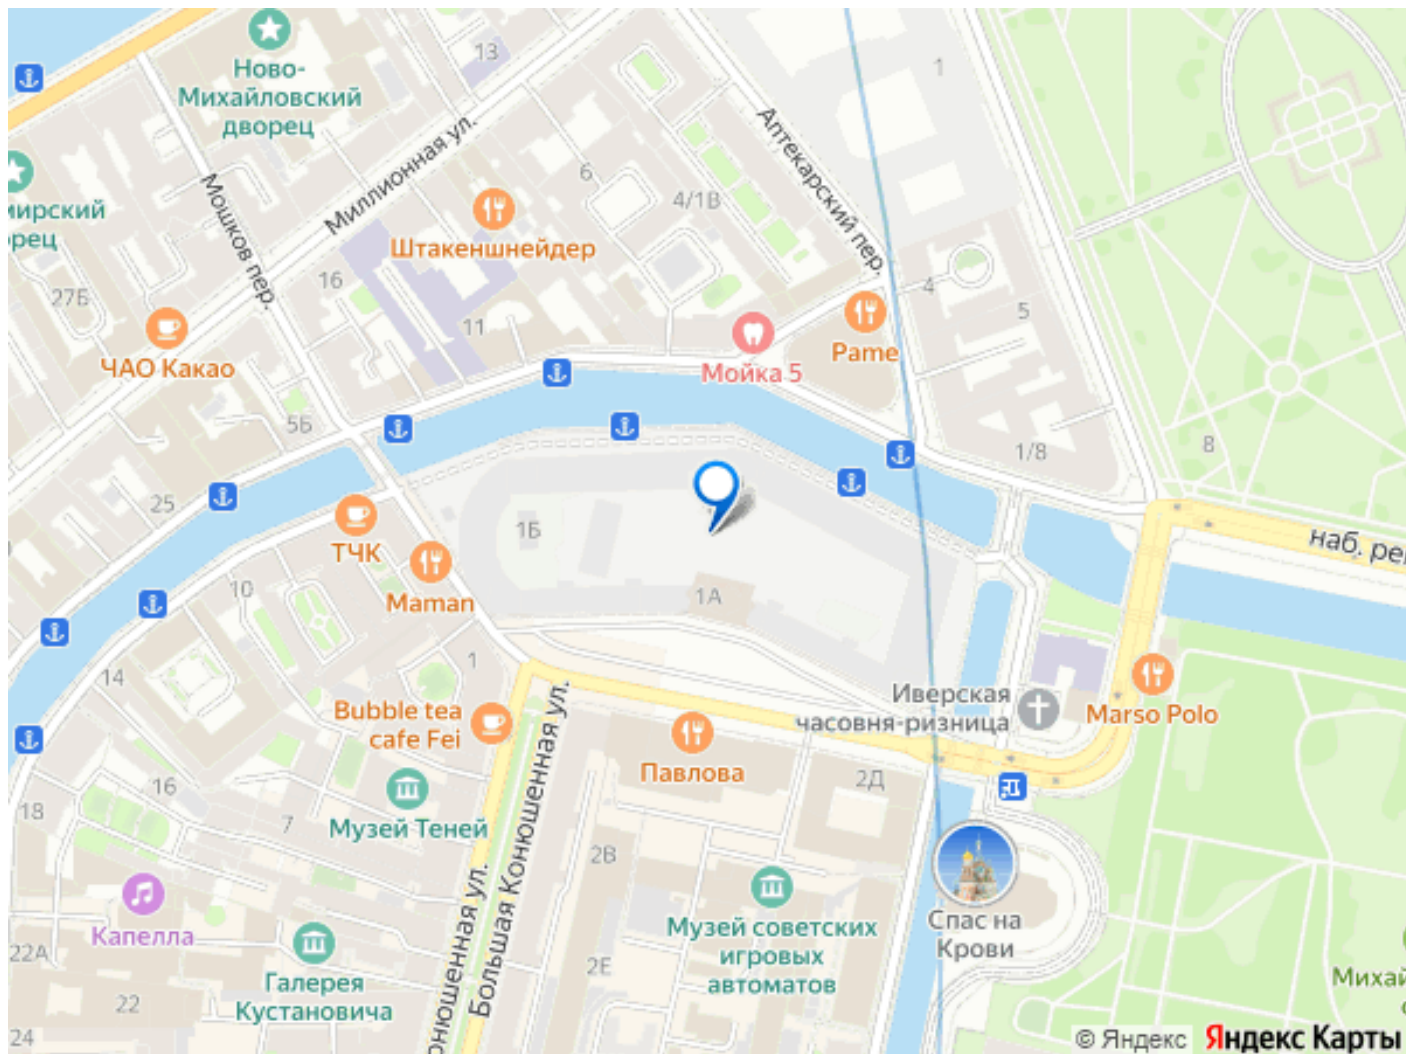 13
Ново-
Михайловский
дворец
1
Миллионная ул.
Аптекарский пер.
Мошков пер.
6
4/1В
мирский
рец
Штакеншнейдер
27Б
16
4
5
11
ЧАО Какао
Мойка 5
Pame
5Б
1/8
8
25
1Б
ТЧК
наб. ре
10
Maman
1А
1
14
Bubble tea
cafe Fei
Иверская
часовня-ризница
Marso Polo
Павлова
2Д
16
18
7
Музей Теней
Большая Конюшенная ул.
онюшенная ул.
2В
Капелла
22А
Музей советских
игровых
автоматов
Спас на
Крови
2Е
Галерея
Кустановича
22
24
Михай
© Яндекс
Яндекс Карты